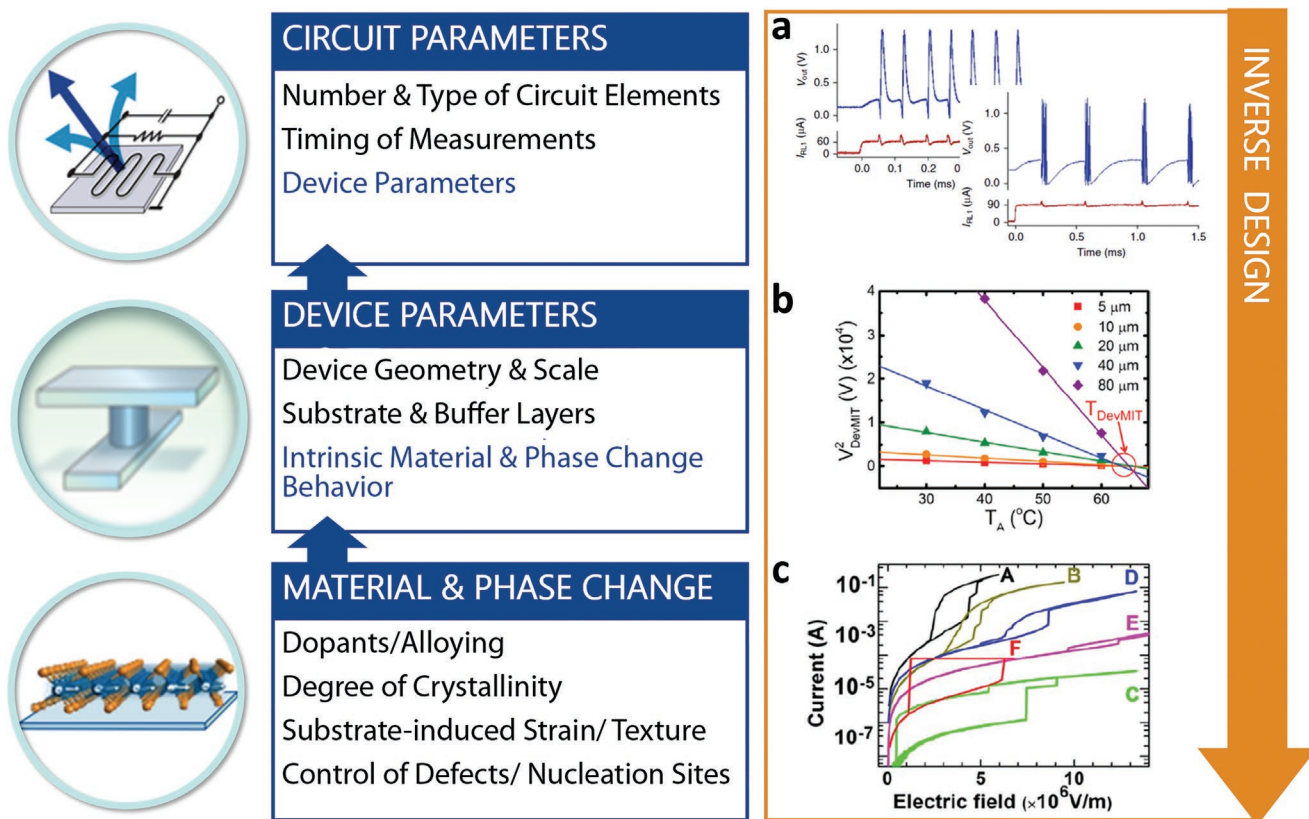 CIRCUIT PARAMETERS
Number & Type of Circuit Elements
Timing of Measurements
Device Parameters
DEVICE PARAMETERS
Device Geometry & Scale
Substrate & Buffer Layers
Intrinsic Material & Phase Change
Behavior
MATERIAL & PHASE CHANGE
Dopants/Alloying
Degree of Crystallinity
Substrate-induced Strain/ Texture
Control of Defects/ Nucleation Sites
a
V_out (V)
1.0
0.5
0.0
I_RL1 (μA)
60
0
0.0 0.1 0.2 0.3
Time (ms)
V_out (V)
1.0
0.5
0.0
I_RL1 (μA)
90
0
0.0 0.5 1.0 1.5
Time (ms)
b
V²_DevMIT (V) (x10⁴)
4
3
2
1
0
30 40 50 60
T_A (°C)
5 μm
10 μm
20 μm
40 μm
80 μm
T_DevMIT
c
Current (A)
10⁻¹
10⁻³
10⁻⁵
10⁻⁷
A
B
D
E
F
C
0 5 10
Electric field (×10⁶V/m)
INVERSE DESIGN